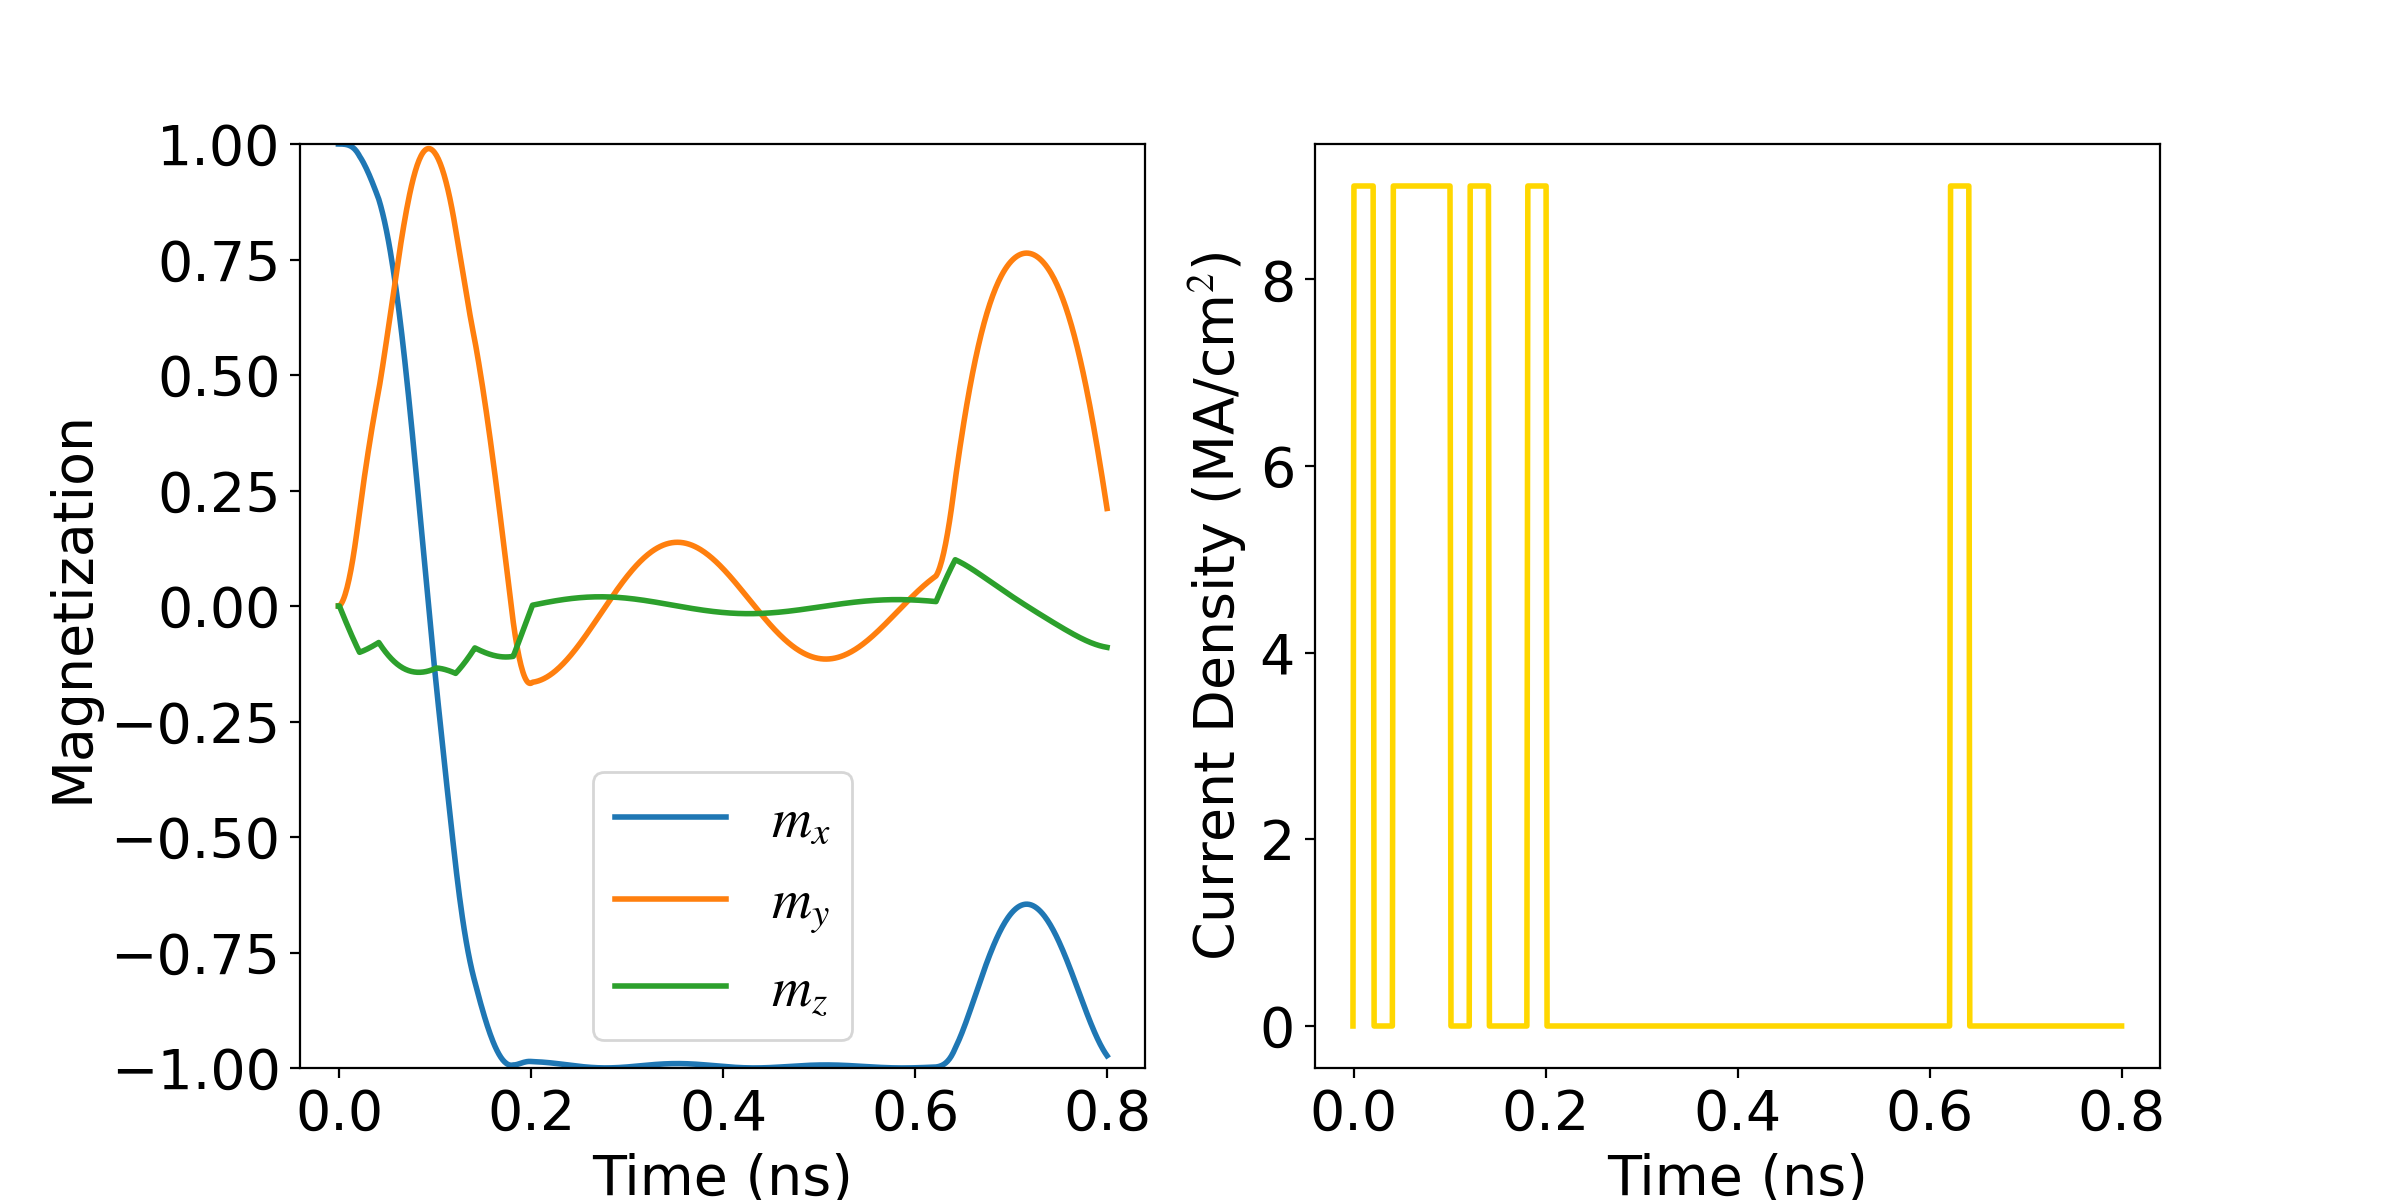 1.00
0.75
0.50
0.25
0.00
−0.25
−0.50
−0.75
−1.00
Magnetization
0.0 0.2 0.4 0.6 0.8
Time (ns)
m_x
m_y
m_z
8
6
4
2
0
Current Density (MA/cm²)
0.0 0.2 0.4 0.6 0.8
Time (ns)